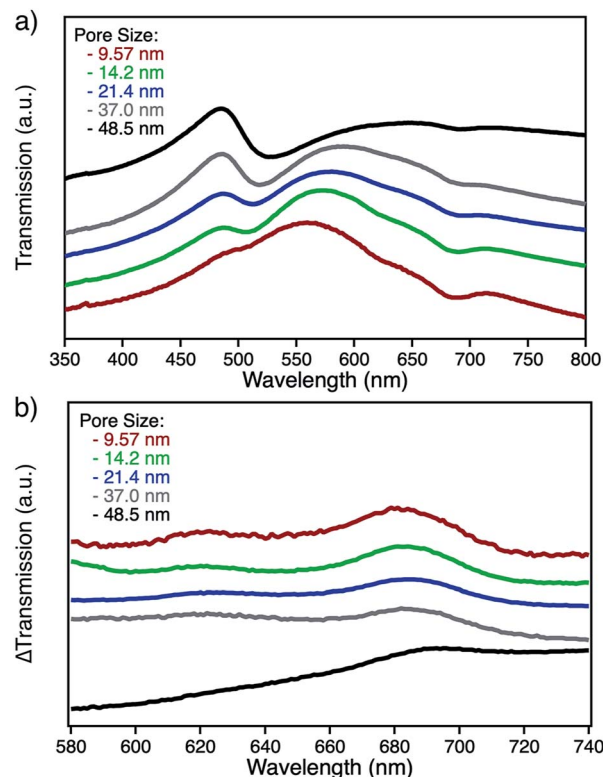 a)
Pore Size:
- 9.57 nm
- 14.2 nm
- 21.4 nm
- 37.0 nm
- 48.5 nm
Transmission (a.u.)
350 400 450 500 550 600 650 700 750 800
Wavelength (nm)
b)
Pore Size:
- 9.57 nm
- 14.2 nm
- 21.4 nm
- 37.0 nm
- 48.5 nm
ΔTransmission (a.u.)
580 600 620 640 660 680 700 720 740
Wavelength (nm)